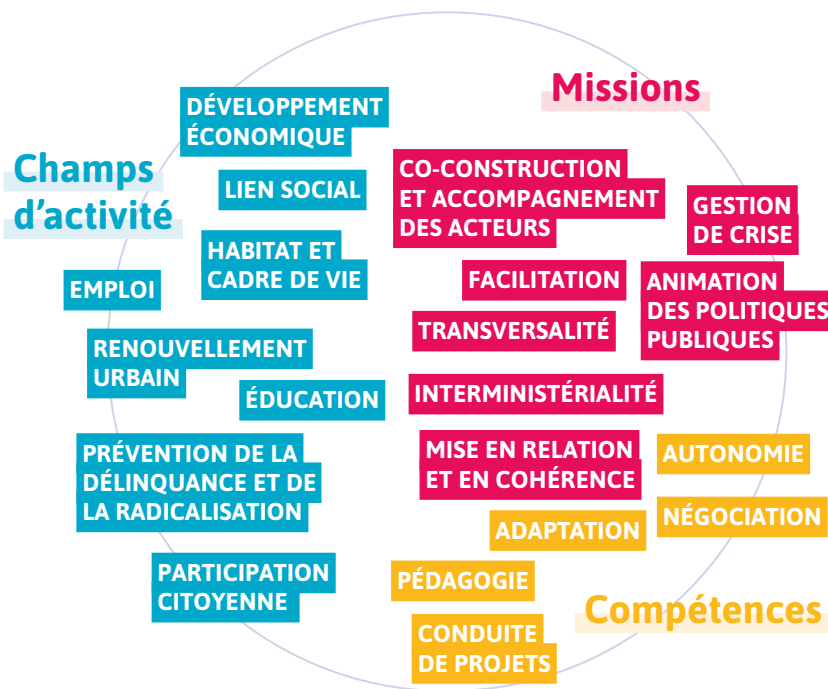 Champs
d’activité
DÉVELOPPEMENT
ÉCONOMIQUE
LIEN SOCIAL
HABITAT ET
CADRE DE VIE
EMPLOI
RENOUVELLEMENT
URBAIN
ÉDUCATION
PRÉVENTION DE LA
DÉLINQUANCE ET DE
LA RADICALISATION
PARTICIPATION
CITOYENNE
Missions
CO-CONSTRUCTION
ET ACCOMPAGNEMENT
DES ACTEURS
GESTION
DE CRISE
FACILITATION
ANIMATION
DES POLITIQUES
PUBLIQUES
TRANSVERSALITÉ
INTERMINISTÉRIALITÉ
MISE EN RELATION
ET EN COHÉRENCE
AUTONOMIE
NÉGOCIATION
ADAPTATION
PÉDAGOGIE
Compétences
CONDUITE
DE PROJETS